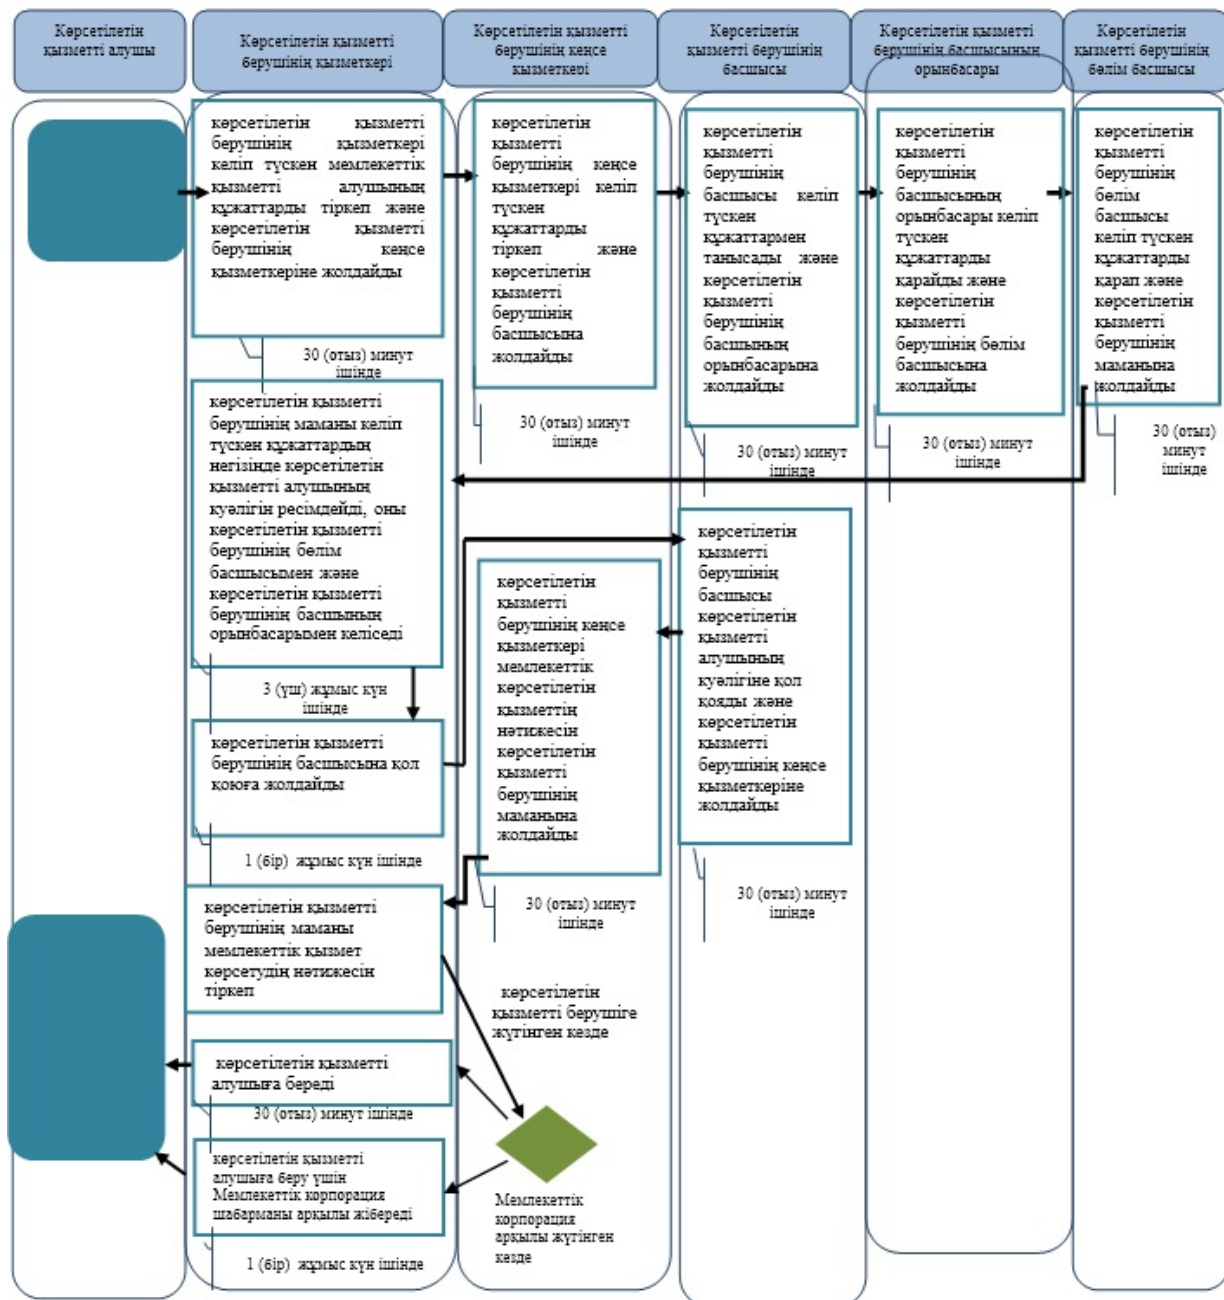 Көрсетілетін
қызметті алушы
Көрсетілетін қызметті
берушінің қызметкері
Көрсетілетін қызметті
берушінің кеңсе
қызметкері
Көрсетілетін
қызметті берушінің
басшысы
Көрсетілетін қызметті
берушінің басшысының
орынбасары
Көрсетілетін
қызметті берушінің
бөлім басшысы
көрсетілетін қызметті
берушінің қызметкері
келіп түскен мемлекеттік
қызметті алушының
құжаттарды тіркеп және
көрсетілетін қызметті
берушінің кеңсе
қызметкеріне жолдайды
30 (отыз) минут
ішінде
көрсетілетін
қызметті
берушінің кеңсе
қызметкері келіп
түскен
құжаттарды
тіркеп және
көрсетілетін
қызметті
берушінің
басшысына
жолдайды
30 (отыз) минут
ішінде
көрсетілетін
қызметті
берушінің
басшысы келіп
түскен
құжаттармен
танысады және
көрсетілетін
қызметті
берушінің
басшының
орынбасарына
жолдайды
30 (отыз) минут
ішінде
көрсетілетін
қызметті
берушінің
басшысының
орынбасары келіп
түскен
құжаттарды
қарайды және
көрсетілетін
қызметті
берушінің бөлім
басшысына
жолдайды
30 (отыз) минут
ішінде
көрсетілетін
қызметті
берушінің
бөлім
басшысы
келіп түскен
құжаттарды
қарап және
көрсетілетін
қызметті
берушінің
маманына
жолдайды
30 (отыз)
минут
ішінде
көрсетілетін қызметті
берушінің маманы келіп
түскен құжаттардың
негізінде көрсетілетін
қызметті алушының
куәлігін ресімдейді, оны
көрсетілетін қызметті
берушінің бөлім
басшысымен және
көрсетілетін қызметті
берушінің басшының
орынбасарымен келіседі
3 (үш) жұмыс күн
ішінде
көрсетілетін қызметті
берушінің басшысына қол
қоюға жолдайды
1 (бір) жұмыс күн ішінде
көрсетілетін
қызметті
берушінің
басшысы
көрсетілетін
қызметті
алушының
куәлігіне қол
қояды және
көрсетілетін
қызметті
берушінің кеңсе
қызметкеріне
жолдайды
30 (отыз) минут
ішінде
көрсетілетін
қызметті
берушінің кеңсе
қызметкері
мемлекеттік
көрсетілетін
қызметтің
нәтижесін
көрсетілетін
қызметті
берушінің
маманына
жолдайды
30 (отыз) минут
ішінде
көрсетілетін қызметті
берушінің маманы
мемлекеттік қызмет
көрсетудің нәтижесін
тіркеп
көрсетілетін
қызметті берушіге
жүгінген кезде
көрсетілетін қызметті
алушыға береді
30 (отыз) минут ішінде
көрсетілетін қызметті
алушыға беру үшін
Мемлекеттік корпорация
шабарманы арқылы жібереді
1 (бір) жұмыс күн ішінде
Мемлекеттік
корпорация
арқылы жүгінген
кезде